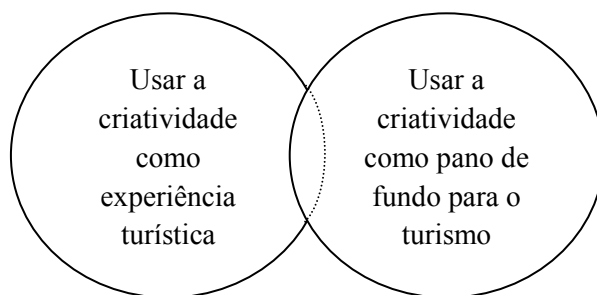 Usar a
criatividade
como
experiência
turística
Usar a
criatividade
como pano de
fundo para o
turismo